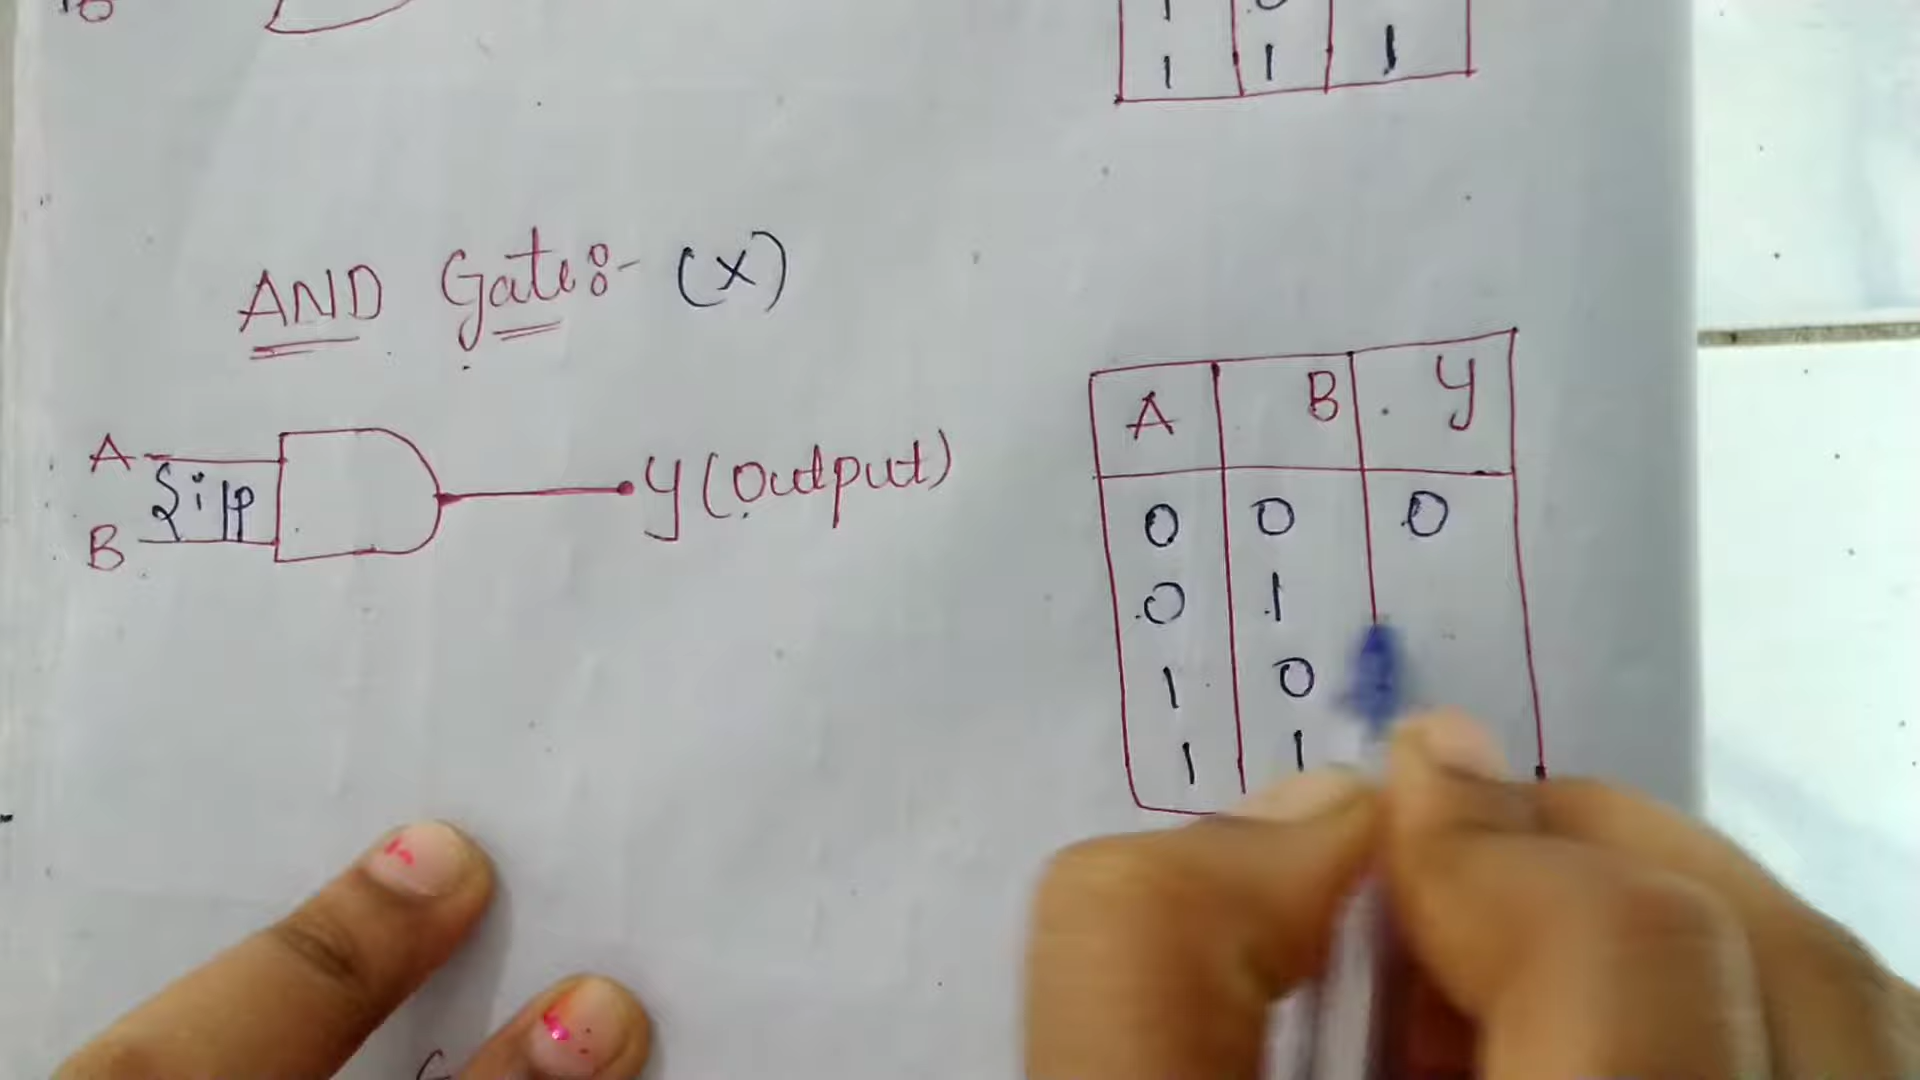 1 1 1
AND Gate:- (X)
A
i/p
B
Y (Output)
A B Y
0 0 0
0 1
1 0
1 1